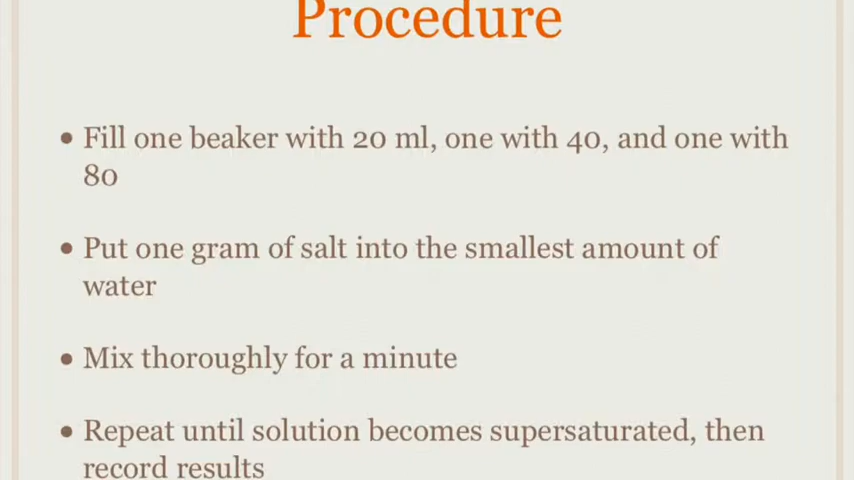 Procedure
• Fill one beaker with 20 ml, one with 40, and one with
80
• Put one gram of salt into the smallest amount of
water
• Mix thoroughly for a minute
• Repeat until solution becomes supersaturated, then
record results